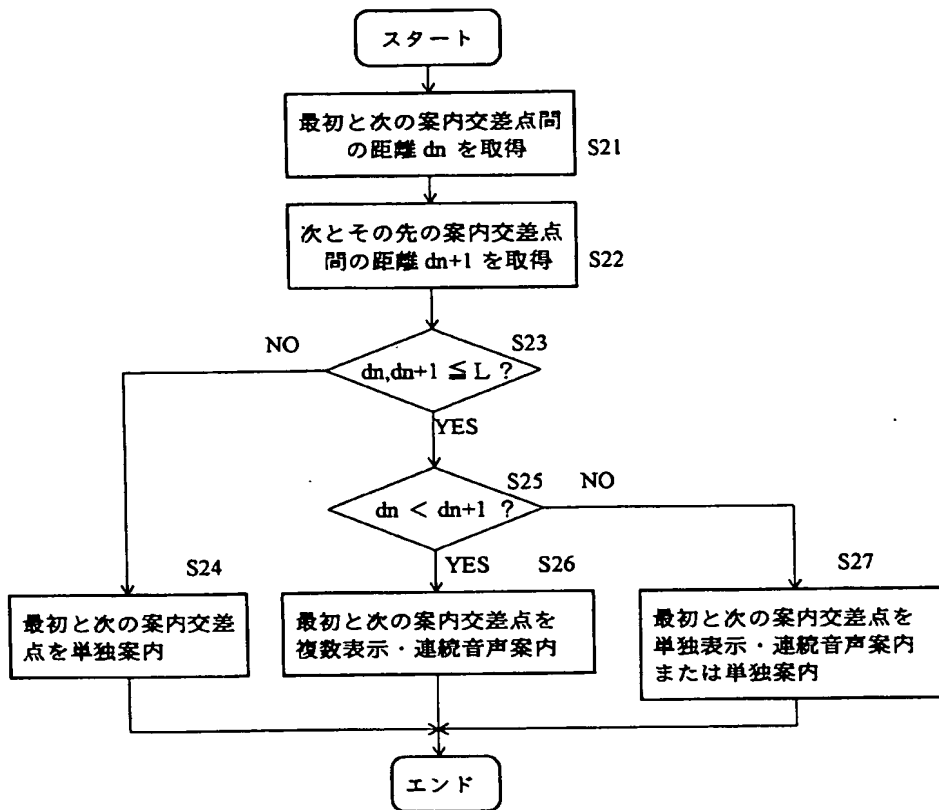 スタート
最初と次の案内交差点間
の距離 dn を取得
S21
次とその先の案内交差点
間の距離 dn+1 を取得
S22
NO
S23
dn,dn+1 ≦ L ?
YES
S25
NO
dn < dn+1 ?
S24
YES
S26
S27
最初と次の案内交差
点を単独案内
最初と次の案内交差点を
複数表示・連続音声案内
最初と次の案内交差点を
単独表示・連続音声案内
または単独案内
エンド